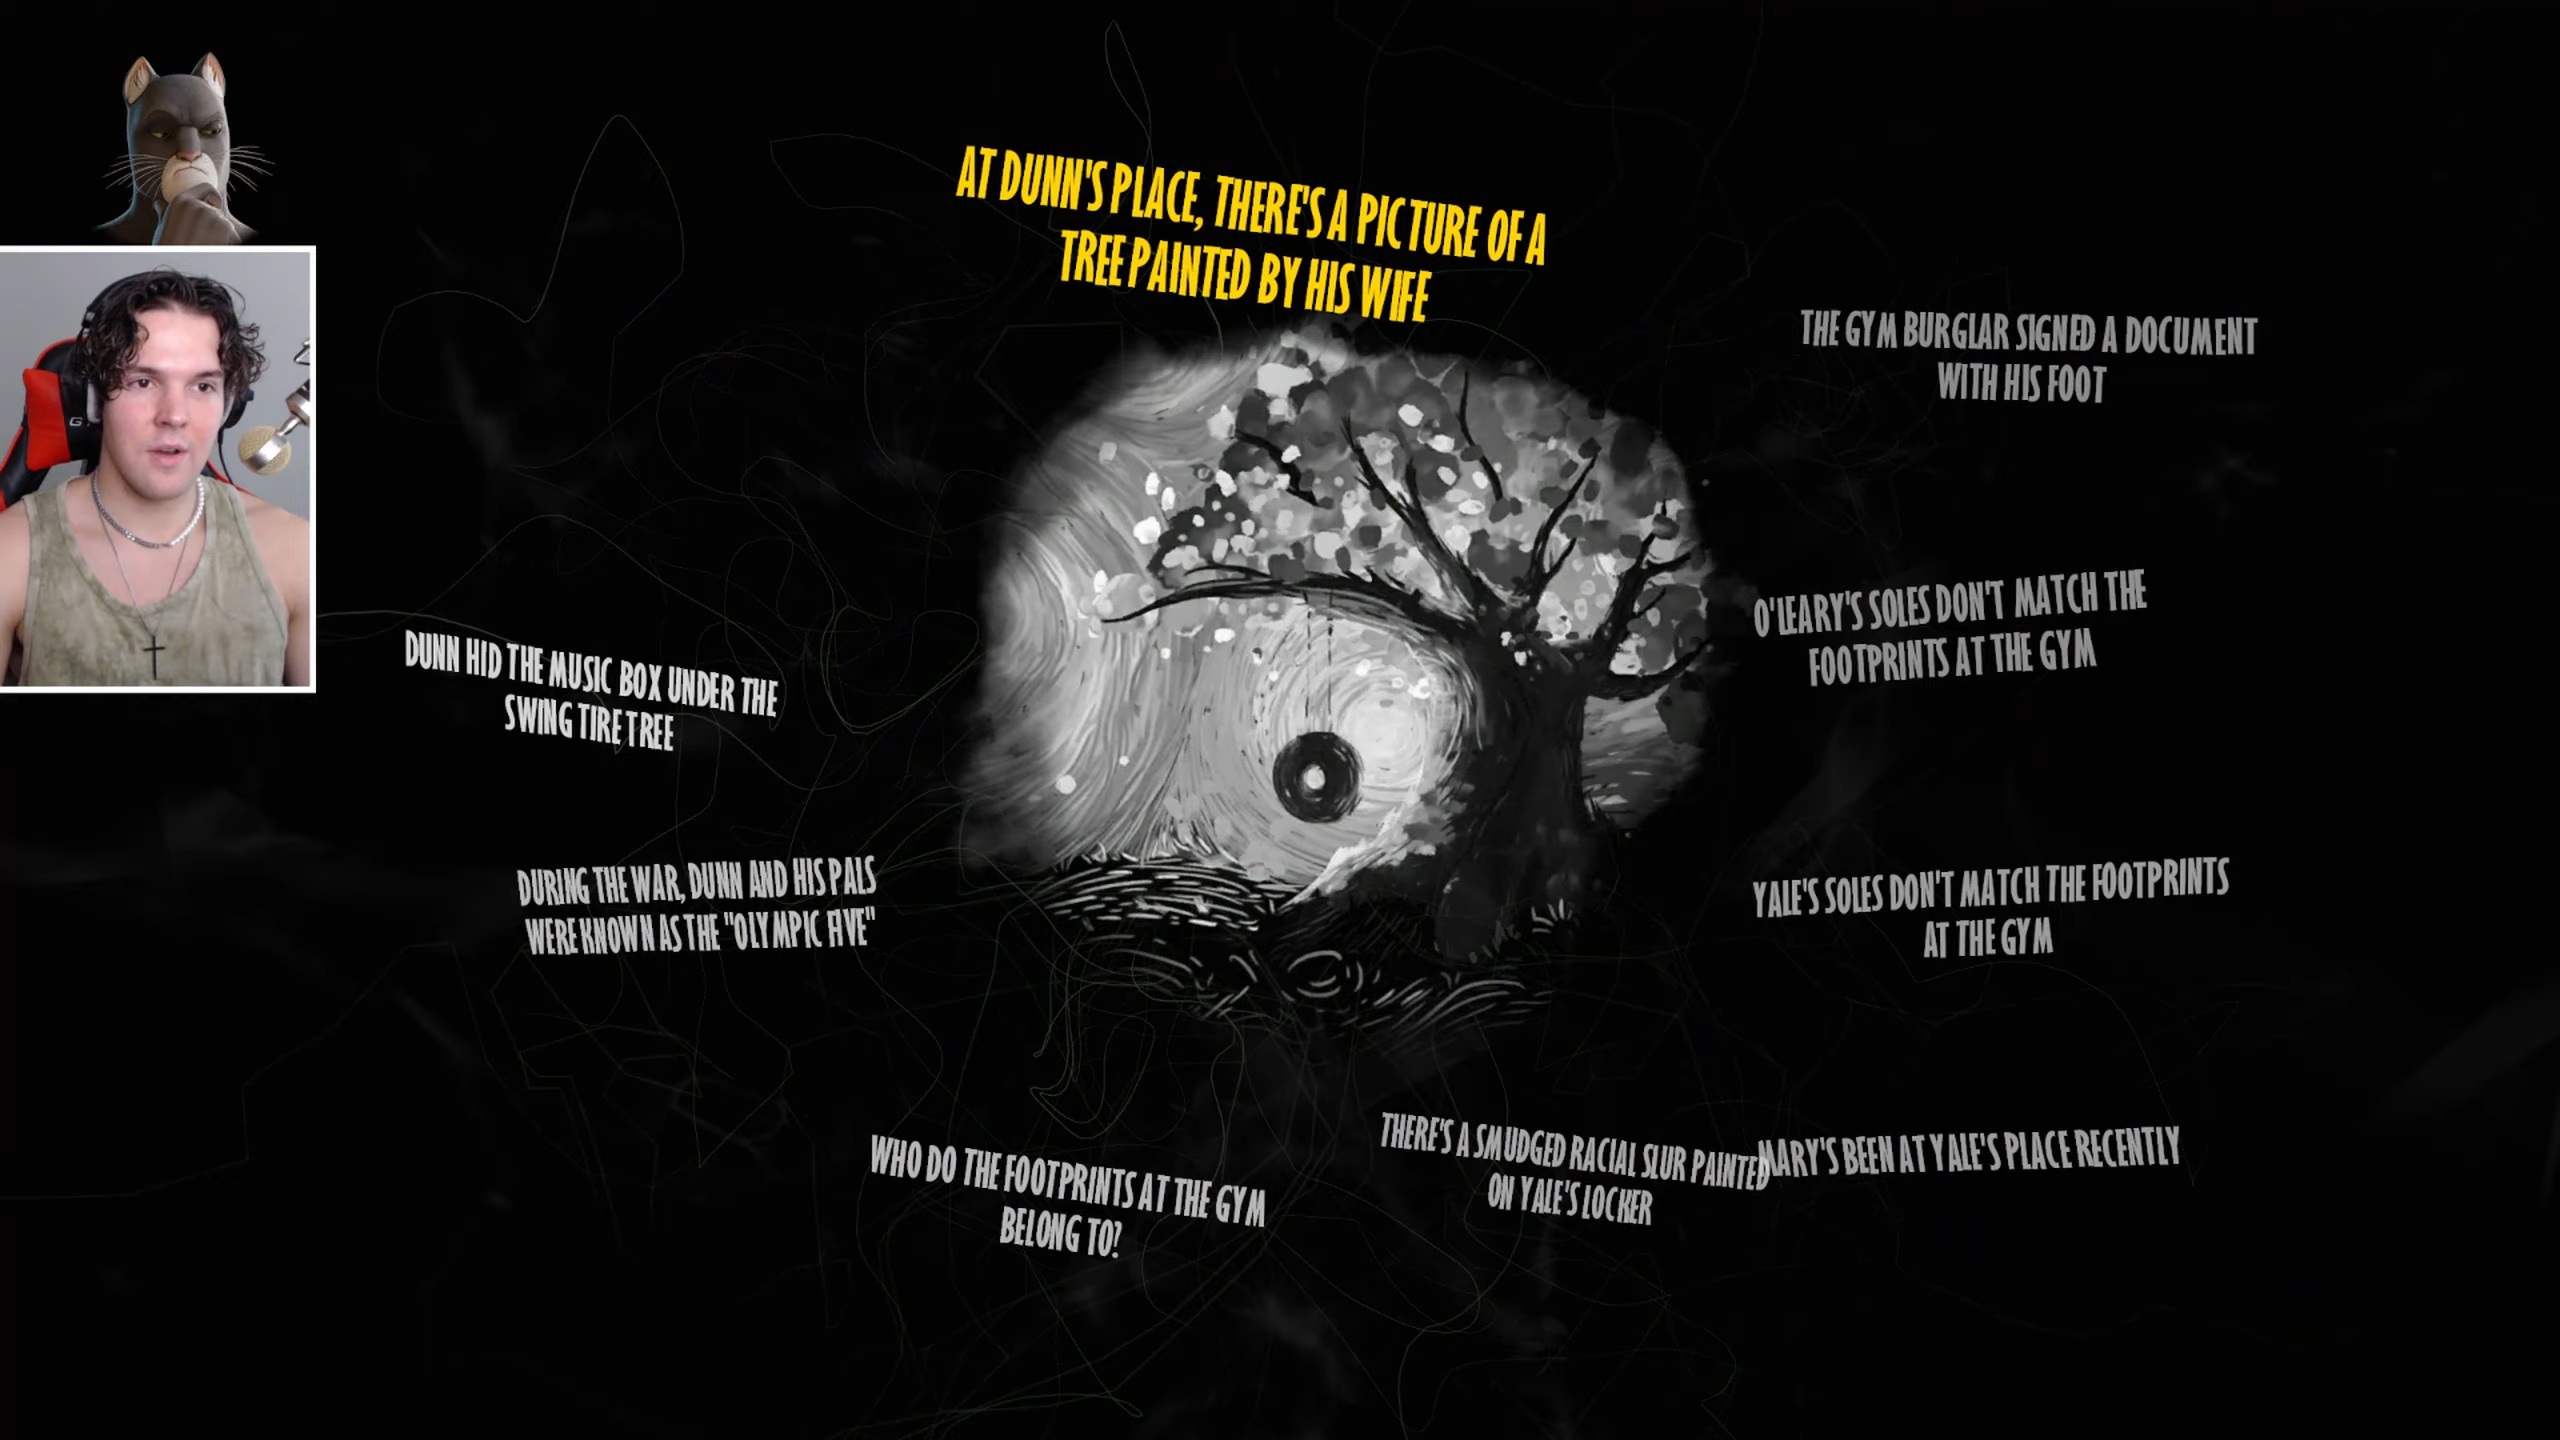 AT DUNN'S PLACE, THERE'S A PICTURE OF A
TREE PAINTED BY HIS WIFE
THE GYM BURGLAR SIGNED A DOCUMENT
WITH HIS FOOT
O'LEARY'S SOLES DON'T MATCH THE
FOOTPRINTS AT THE GYM
DUNN HID THE MUSIC BOX UNDER THE
SWING TIRE TREE
DURING THE WAR, DUNN AND HIS PALS
WERE KNOWN AS THE "OLYMPIC FIVE"
YALE'S SOLES DON'T MATCH THE FOOTPRINTS
AT THE GYM
WHO DO THE FOOTPRINTS AT THE GYM
BELONG TO?
THERE'S A SMUDGED RACIAL SLUR PAINTED
ON YALE'S LOCKER
MARY'S BEEN AT YALE'S PLACE RECENTLY